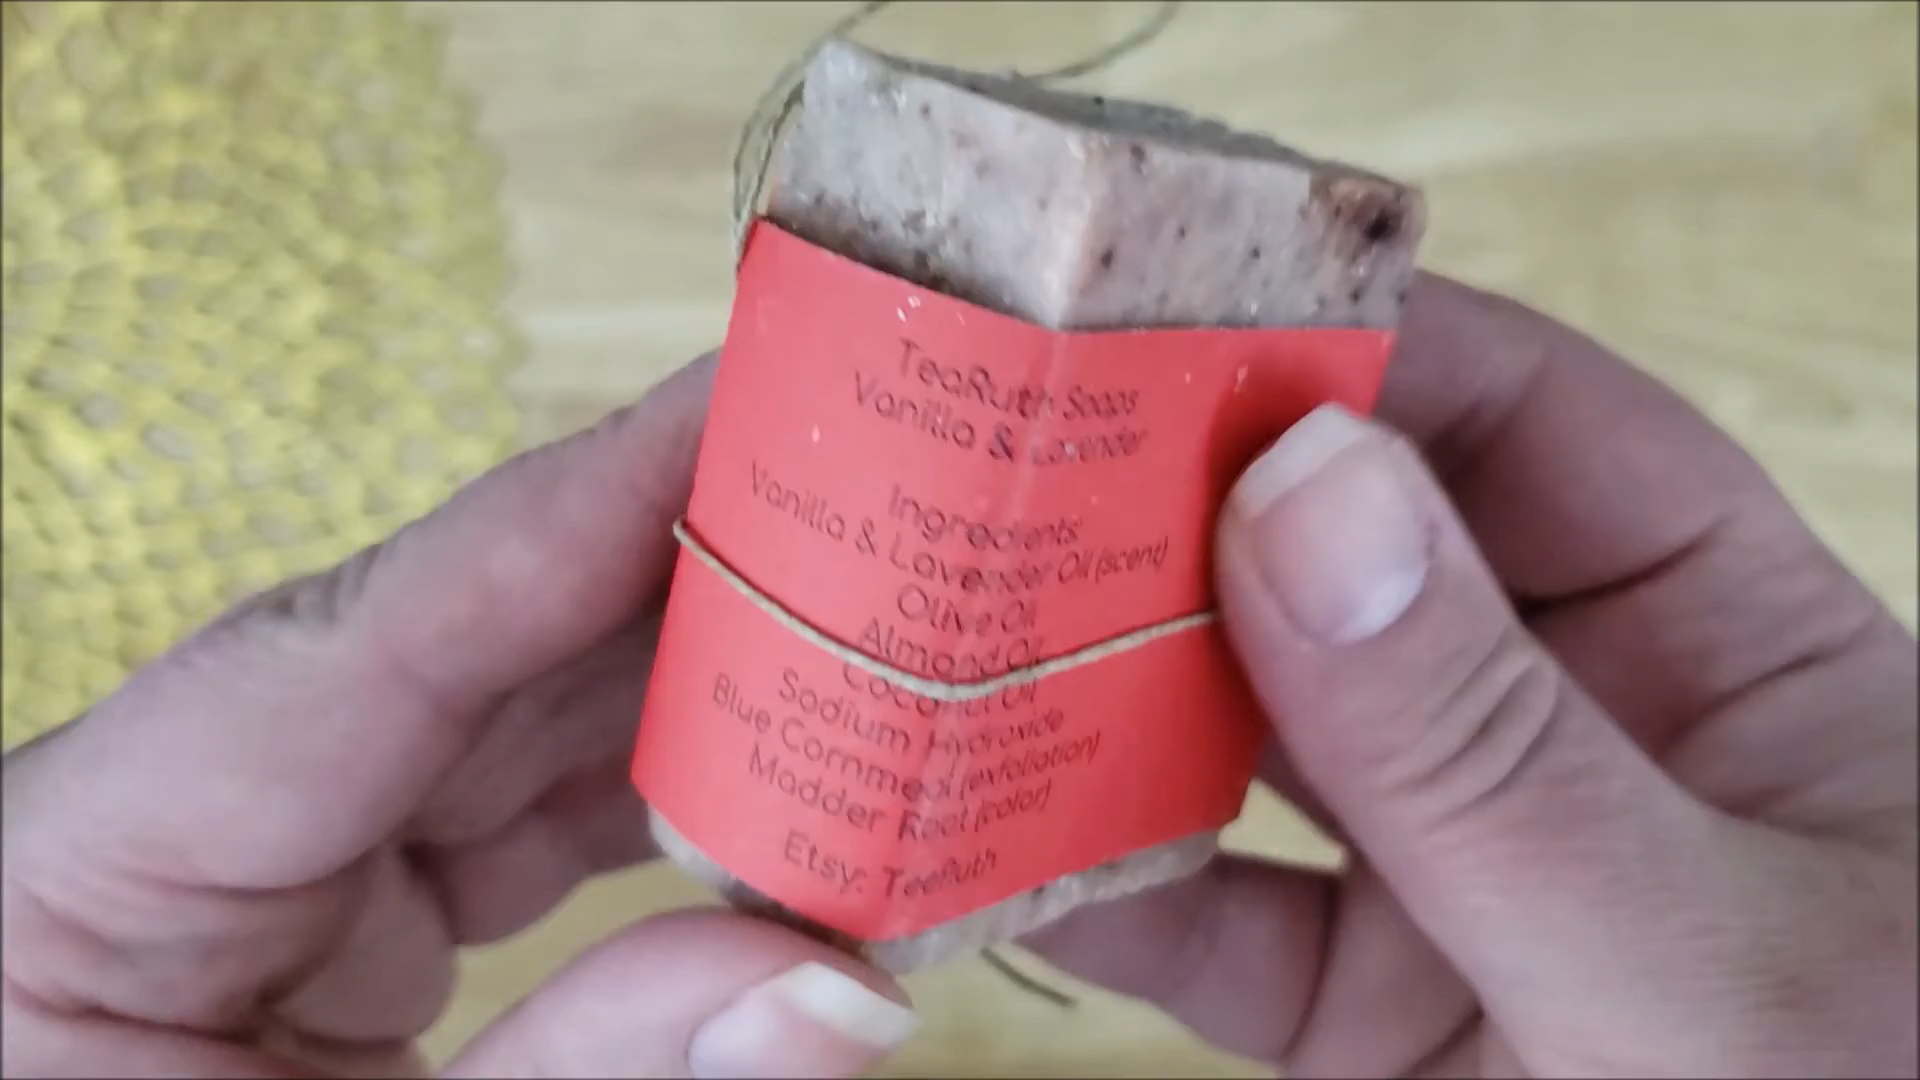 TeaRuth Soaps
Vanilla & Lavender
Ingredients
Vanilla & Lavender Oil (scent)
Olive Oil
Almond Oil
Coconut Oil
Sodium Hydroxide
Blue Cornmeal (exfoliation)
Madder Root (color)
Etsy: TeeRuth